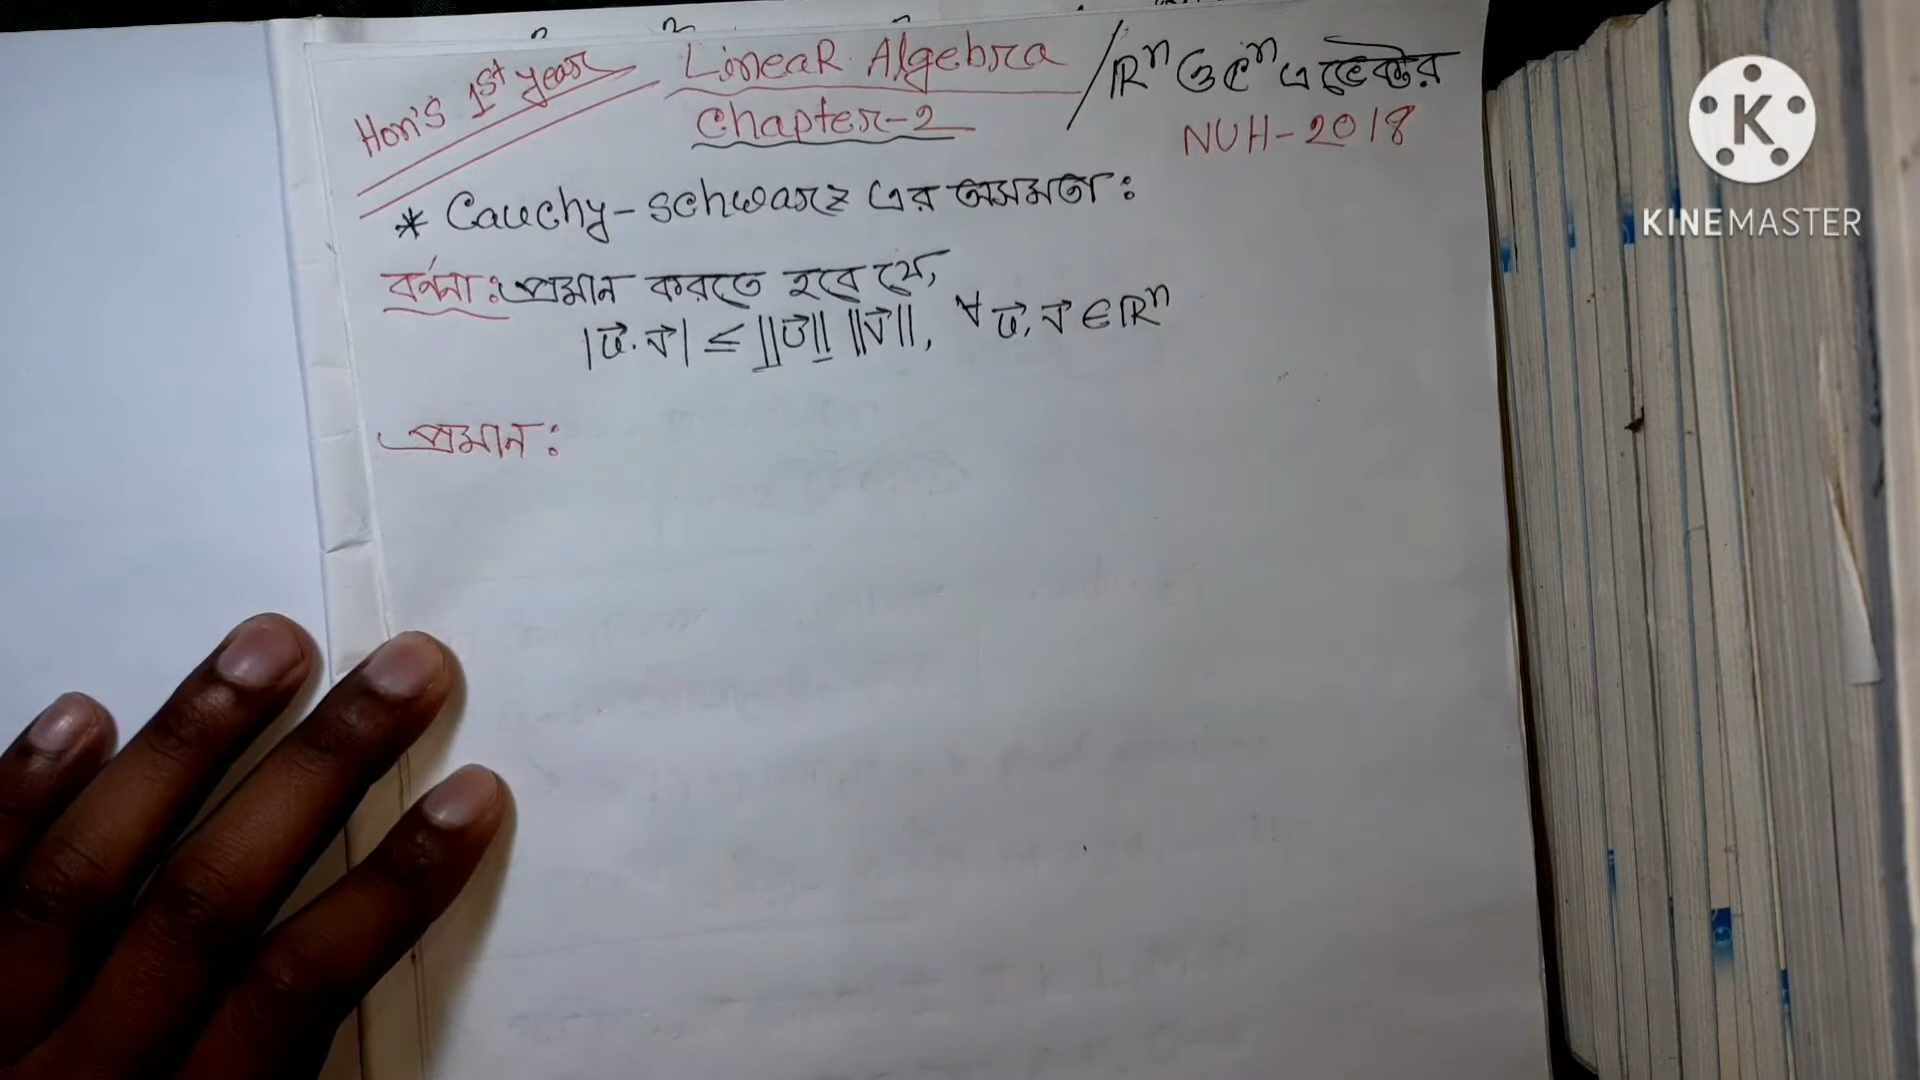 Hon's 1st year
Linear Algebra / ℝⁿ ও ℂⁿ এ ভেক্টর
Chapter-2
NUH-2018
* Cauchy-schwarz এর অসমতা :
বর্ণনা : প্রমান করতে হবে যে,
|u⃗. v⃗| ≤ ||u⃗|| ||v⃗||, ∀ u⃗, v⃗ ∈ ℝⁿ
প্রমান :
K
KINEMASTER